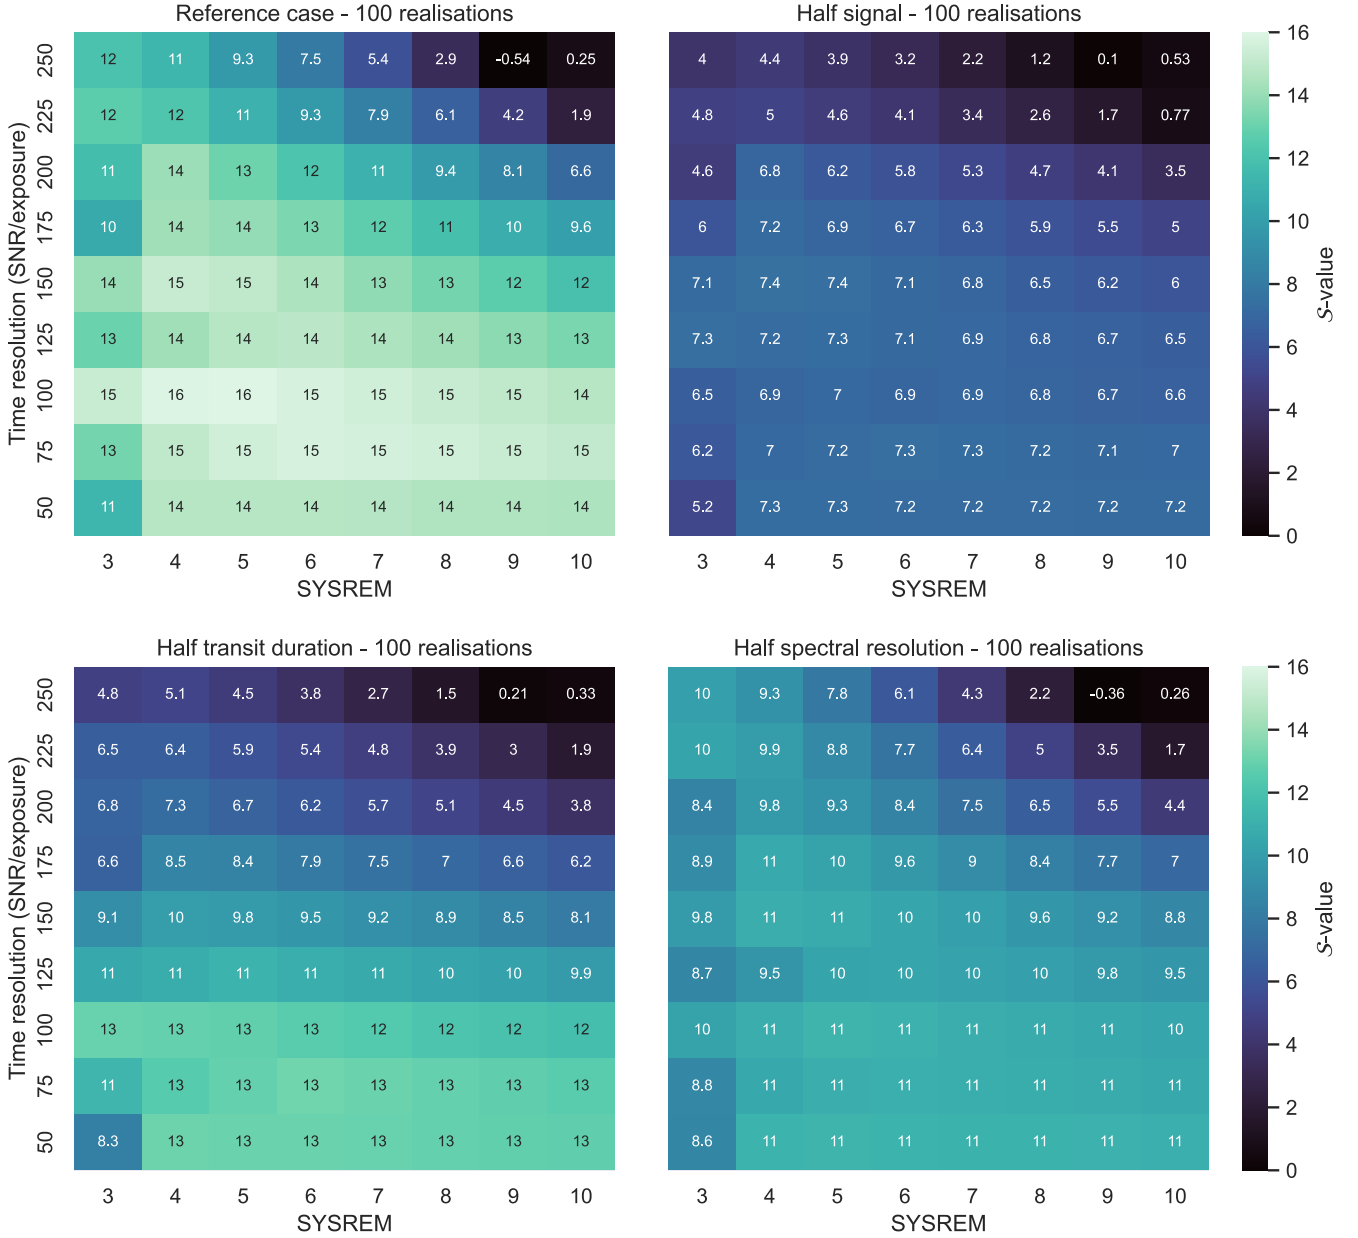 Reference case - 100 realisations
Half signal - 100 realisations
Time resolution (SNR/exposure)
250 12 11 9.3 7.5 5.4 2.9 -0.54 0.25
225 12 12 11 9.3 7.9 6.1 4.2 1.9
200 11 14 13 12 11 9.4 8.1 6.6
175 10 14 14 13 12 11 10 9.6
150 14 15 15 14 13 13 12 12
125 13 14 14 14 14 14 13 13
100 15 16 16 15 15 15 15 14
75 13 15 15 15 15 15 15 15
50 11 14 14 14 14 14 14 14
3 4 5 6 7 8 9 10
SYSREM
4 4.4 3.9 3.2 2.2 1.2 0.1 0.53
4.8 5 4.6 4.1 3.4 2.6 1.7 0.77
4.6 6.8 6.2 5.8 5.3 4.7 4.1 3.5
6 7.2 6.9 6.7 6.3 5.9 5.5 5
7.1 7.4 7.4 7.1 6.8 6.5 6.2 6
7.3 7.2 7.3 7.1 6.9 6.8 6.7 6.5
6.5 6.9 7 6.9 6.9 6.8 6.7 6.6
6.2 7 7.2 7.3 7.3 7.2 7.1 7
5.2 7.3 7.3 7.2 7.2 7.2 7.2 7.2
3 4 5 6 7 8 9 10
SYSREM
16
14
12
10
8
6
4
2
0
S-value
Half transit duration - 100 realisations
Half spectral resolution - 100 realisations
Time resolution (SNR/exposure)
250 4.8 5.1 4.5 3.8 2.7 1.5 0.21 0.33
225 6.5 6.4 5.9 5.4 4.8 3.9 3 1.9
200 6.8 7.3 6.7 6.2 5.7 5.1 4.5 3.8
175 6.6 8.5 8.4 7.9 7.5 7 6.6 6.2
150 9.1 10 9.8 9.5 9.2 8.9 8.5 8.1
125 11 11 11 11 11 10 10 9.9
100 13 13 13 13 12 12 12 12
75 11 13 13 13 13 13 13 13
50 8.3 13 13 13 13 13 13 13
3 4 5 6 7 8 9 10
SYSREM
10 9.3 7.8 6.1 4.3 2.2 -0.36 0.26
10 9.9 8.8 7.7 6.4 5 3.5 1.7
8.4 9.8 9.3 8.4 7.5 6.5 5.5 4.4
8.9 11 10 9.6 9 8.4 7.7 7
9.8 11 11 10 10 9.6 9.2 8.8
8.7 9.5 10 10 10 10 9.8 9.5
10 11 11 11 11 11 11 10
8.8 11 11 11 11 11 11 11
8.6 11 11 11 11 11 11 11
3 4 5 6 7 8 9 10
SYSREM
16
14
12
10
8
6
4
2
0
S-value